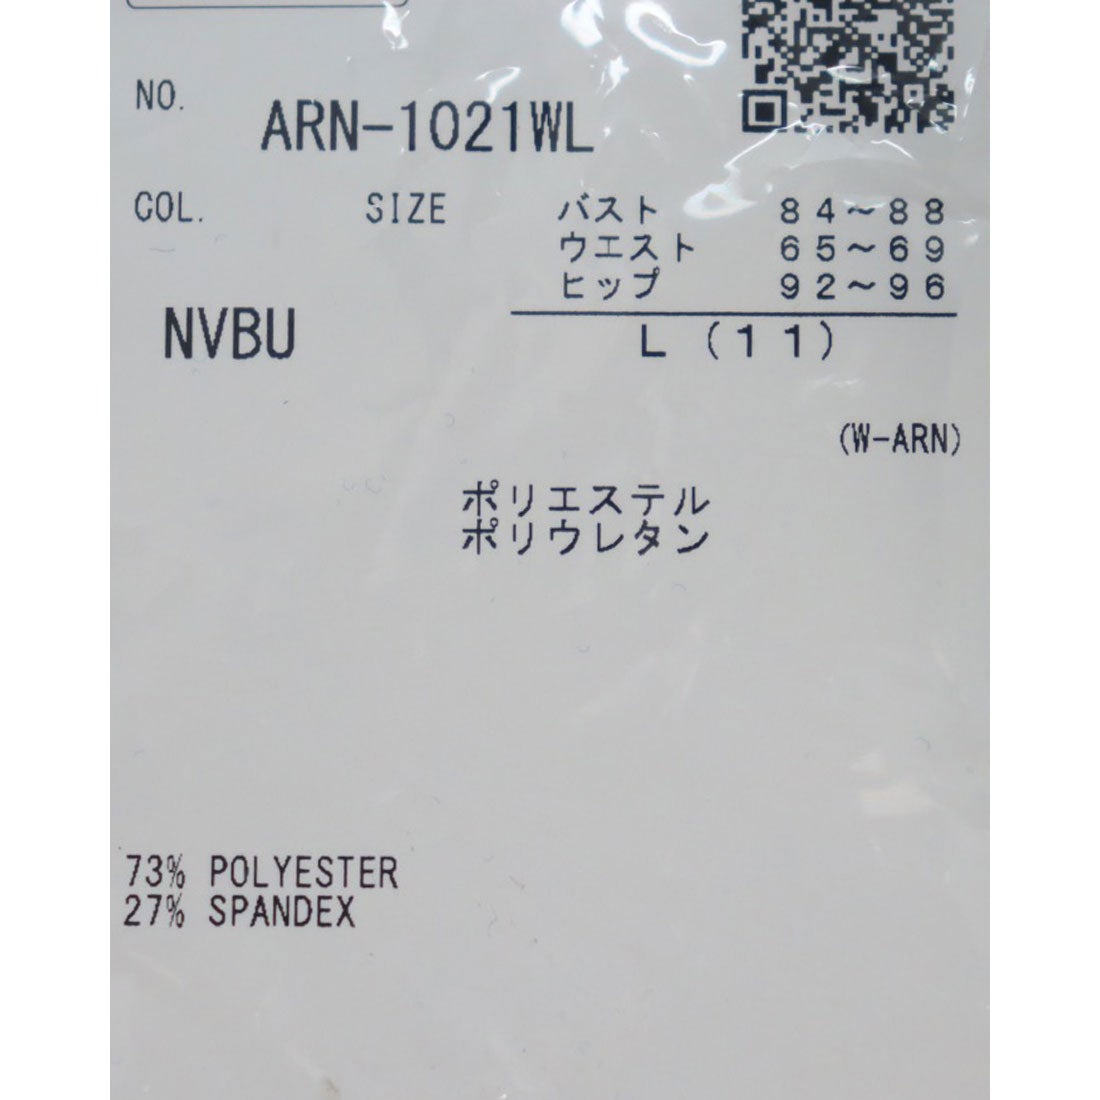 NO. ARN-1021WL
COL. SIZE バスト 84～88
ウエスト 65～69
ヒップ 92～96
NVBU L (11)
(W-ARN)
ポリエステル
ポリウレタン
73% POLYESTER
27% SPANDEX